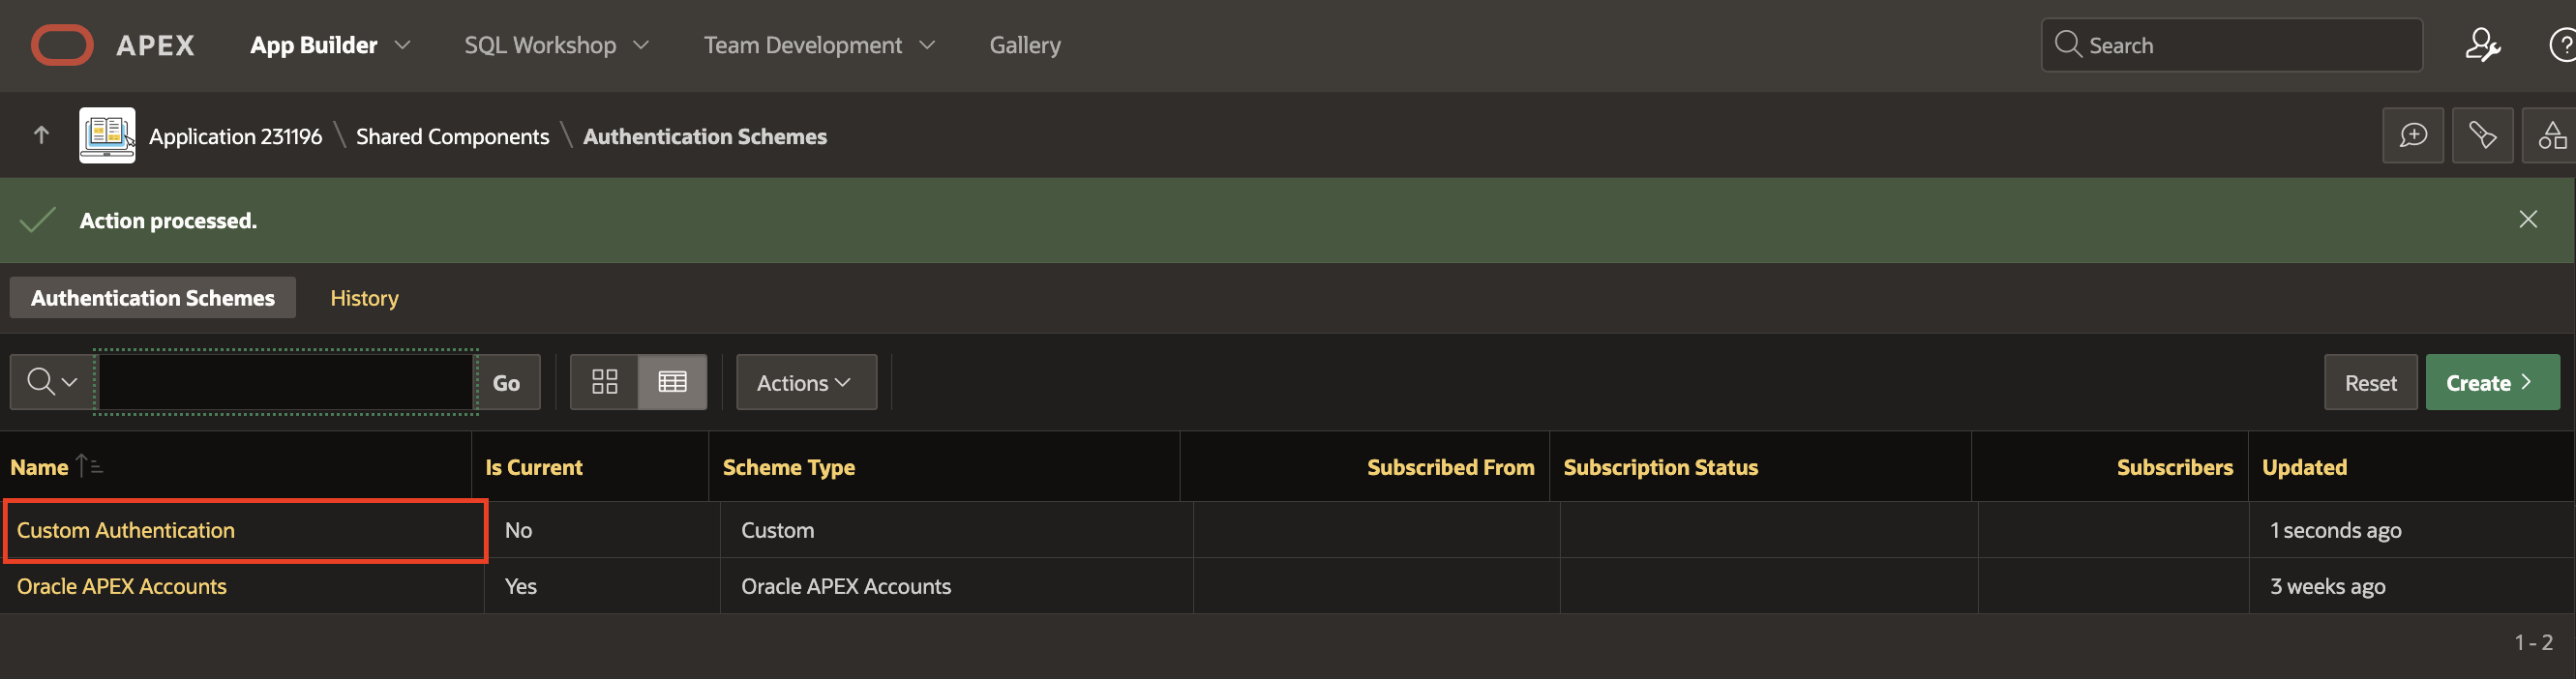 APEX App Builder SQL Workshop Team Development Gallery Search
Application 231196 \ Shared Components \ Authentication Schemes
Action processed.
Authentication Schemes History
Go Actions Reset Create
Name Is Current Scheme Type Subscribed From Subscription Status Subscribers Updated
Custom Authentication No Custom 1 seconds ago
Oracle APEX Accounts Yes Oracle APEX Accounts 3 weeks ago
1 - 2